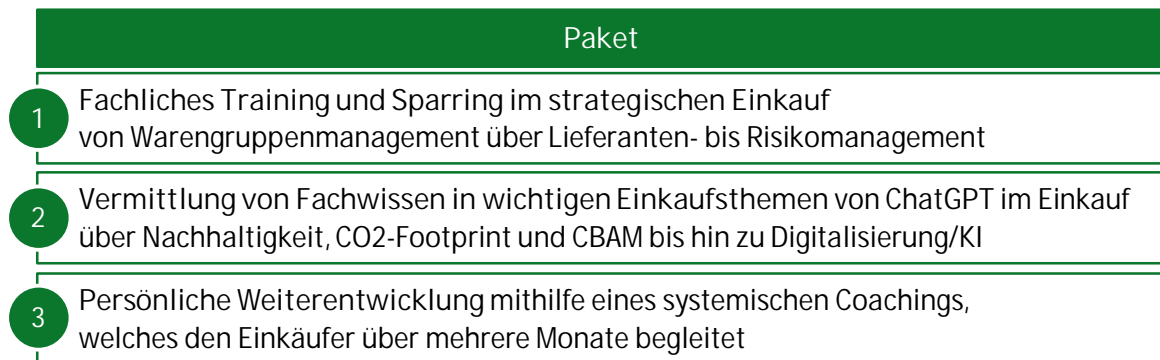 Paket
1
Fachliches Training und Sparring im strategischen Einkauf
von Warengruppenmanagement über Lieferanten- bis Risikomanagement
2
Vermittlung von Fachwissen in wichtigen Einkaufsthemen von ChatGPT im Einkauf
über Nachhaltigkeit, CO2-Footprint und CBAM bis hin zu Digitalisierung/KI
3
Persönliche Weiterentwicklung mithilfe eines systemischen Coachings,
welches den Einkäufer über mehrere Monate begleitet